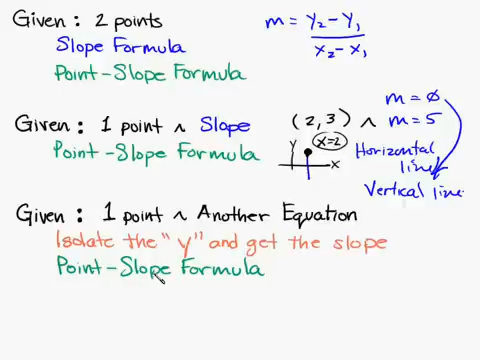 Given: 2 points
m = y₂ - y₁
x₂ - x₁
Slope Formula
Point-Slope Formula
Given: 1 point ∧ Slope
(2, 3) ∧
m = ∅
m = 5
Point-Slope Formula
y
x=2
x
Horizontal
line
Vertical line
Given: 1 point ∧ Another Equation
Isolate the "y" and get the slope
Point-Slope Formula